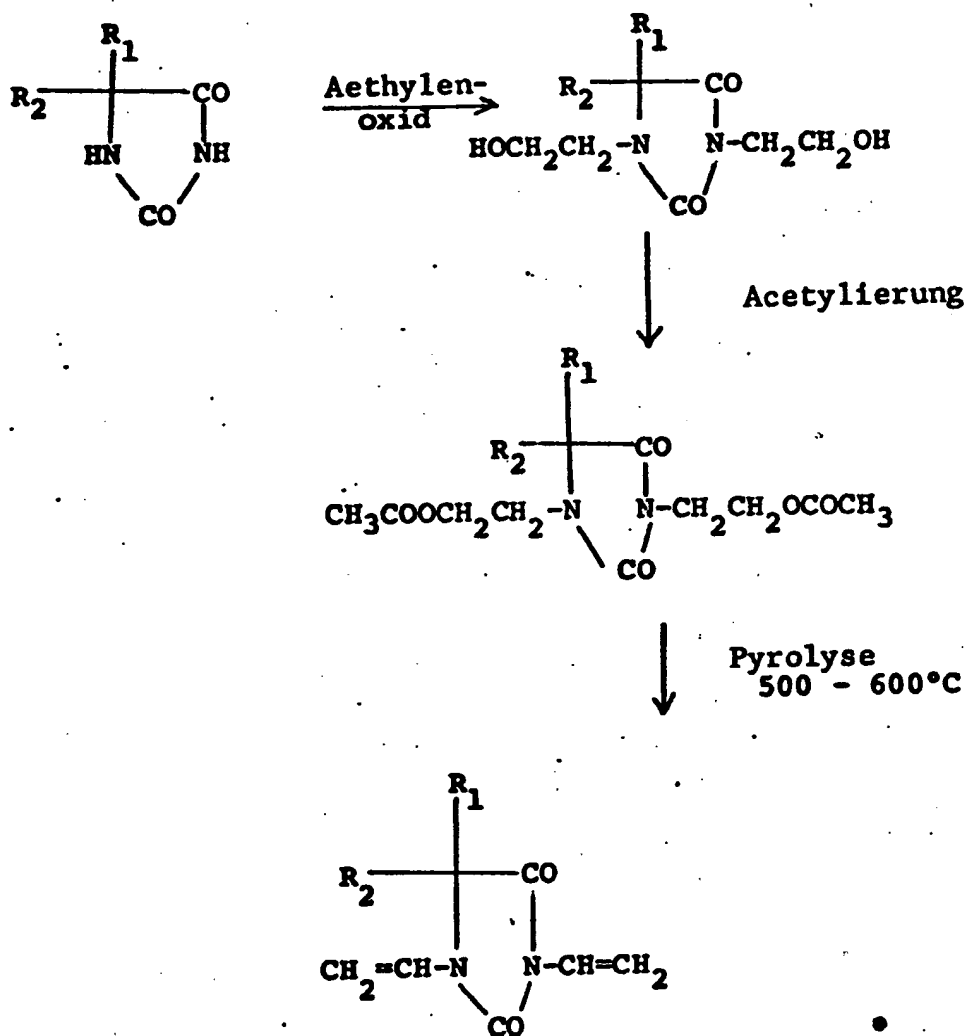 R1 R1
R2 CO Aethylen- R2 CO
oxid
HN NH HOCH2CH2-N N-CH2CH2OH
CO CO
Acetylierung
R1
R2 CO
CH3COOCH2CH2-N N-CH2CH2OCOCH3
CO
Pyrolyse
500 - 600°C
R1
R2 CO
CH2=CH-N N-CH=CH2
CO